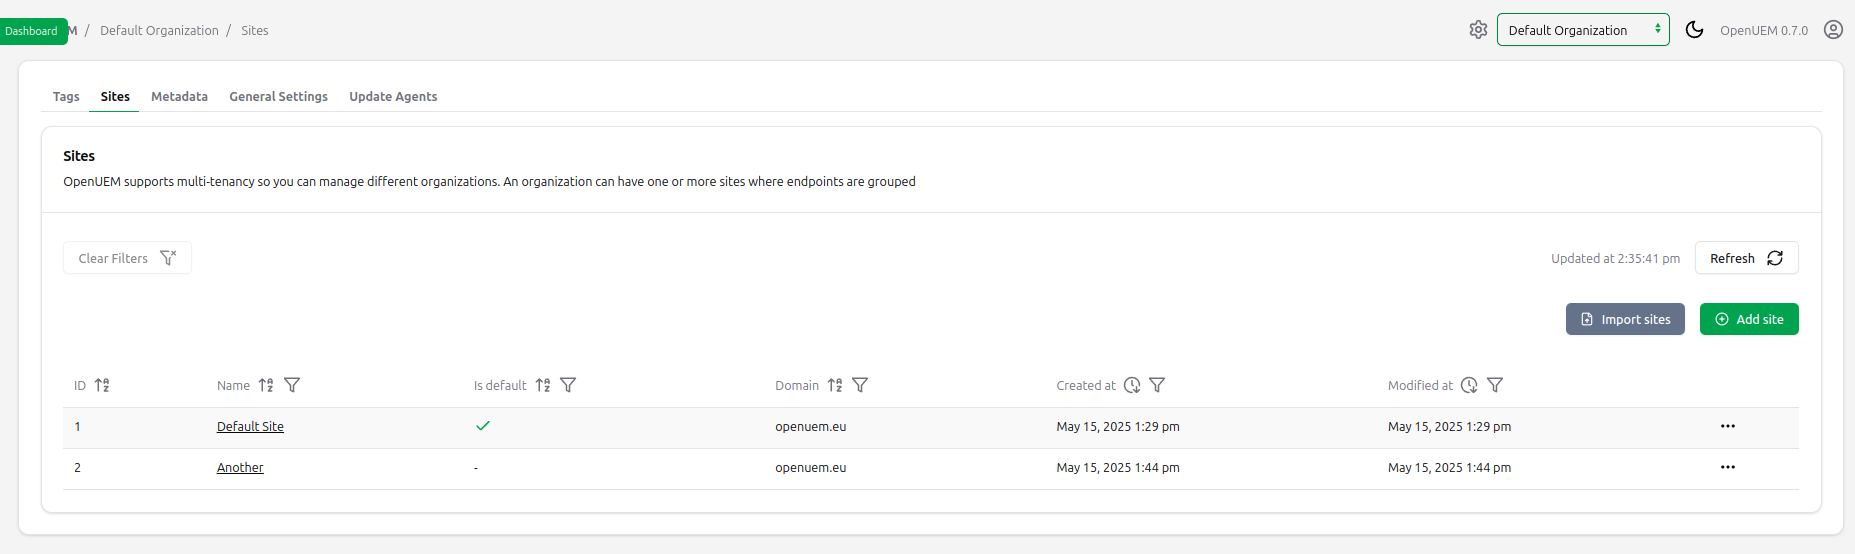 Dashboard M / Default Organization / Sites
Default Organization
OpenUEM 0.7.0
Tags Sites Metadata General Settings Update Agents
Sites
OpenUEM supports multi-tenancy so you can manage different organizations. An organization can have one or more sites where endpoints are grouped
Clear Filters
Updated at 2:35:41 pm Refresh
Import sites Add site
ID Name Is default Domain Created at Modified at
1 Default Site openuem.eu May 15, 2025 1:29 pm May 15, 2025 1:29 pm
2 Another - openuem.eu May 15, 2025 1:44 pm May 15, 2025 1:44 pm